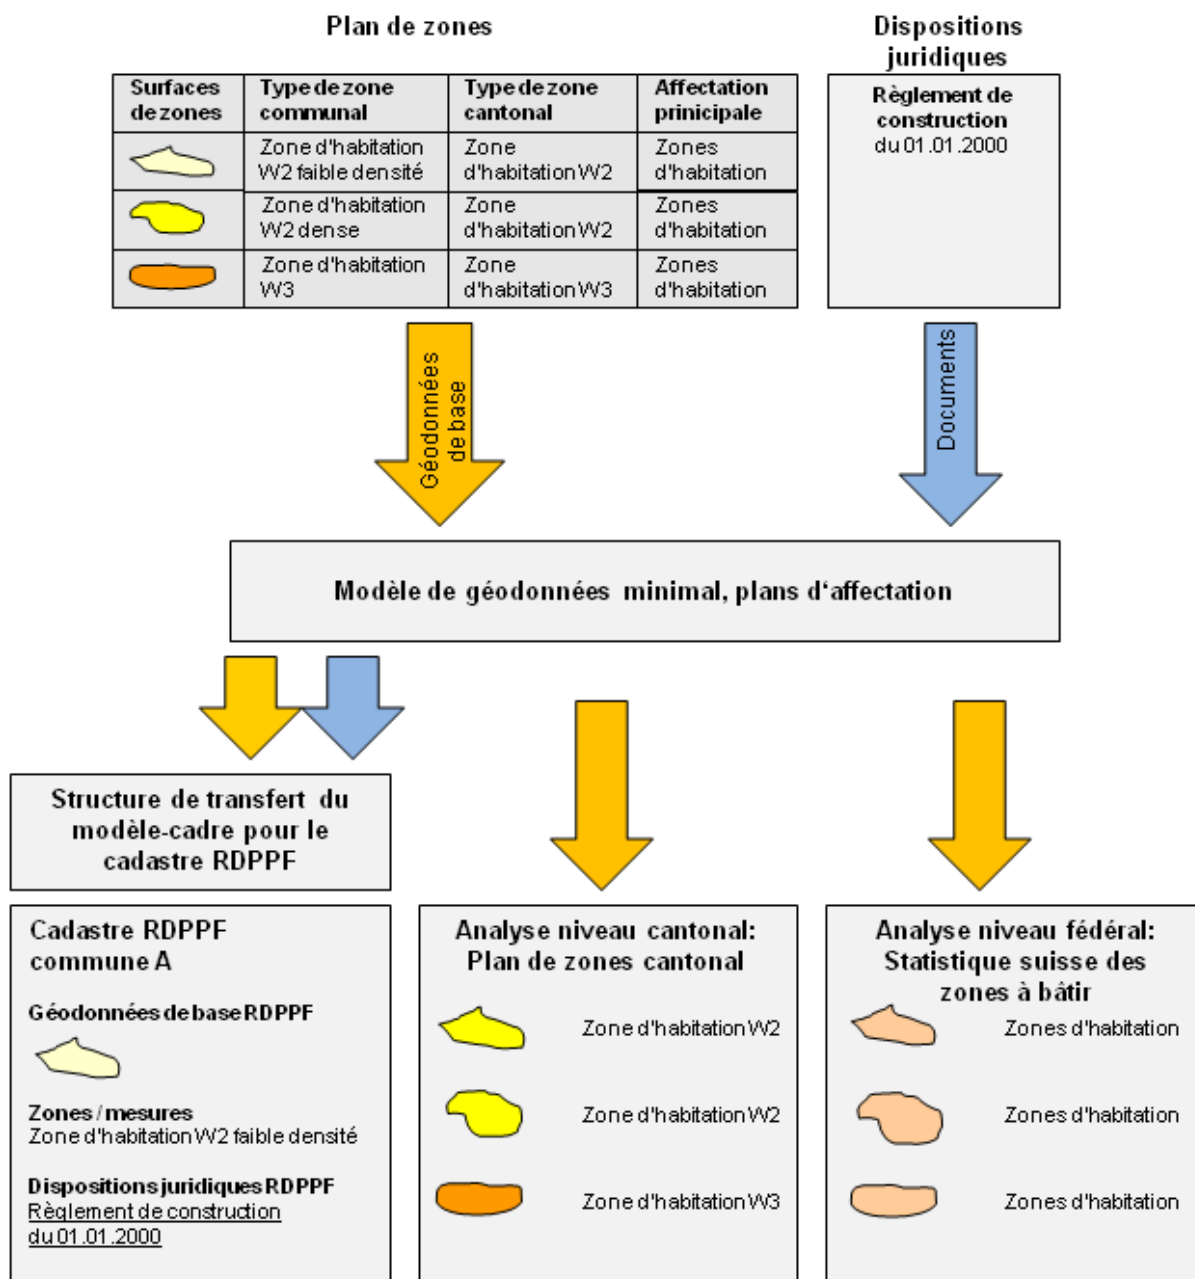 Plan de zones
Surfaces
de zones
Type de zone
communal
Type de zone
cantonal
Affectation
prinicipale
Zone d'habitation
W2 faible densité
Zone
d'habitation W2
Zones
d'habitation
Zone d'habitation
W2 dense
Zone
d'habitation W2
Zones
d'habitation
Zone d'habitation
W3
Zone
d'habitation W3
Zones
d'habitation
Dispositions
juridiques
Règlement de
construction
du 01.01.2000
Géodonnées
de base
Documents
Modèle de géodonnées minimal, plans d'affectation
Structure de transfert du
modèle-cadre pour le
cadastre RDPPF
Cadastre RDPPF
commune A
Géodonnées de base RDPPF
Zones / mesures
Zone d'habitation W2 faible densité
Dispositions juridiques RDPPF
Règlement de construction
du 01.01.2000
Analyse niveau cantonal:
Plan de zones cantonal
Zone d'habitation W2
Zone d'habitation W2
Zone d'habitation W3
Analyse niveau fédéral:
Statistique suisse des
zones à bâtir
Zones d'habitation
Zones d'habitation
Zones d'habitation